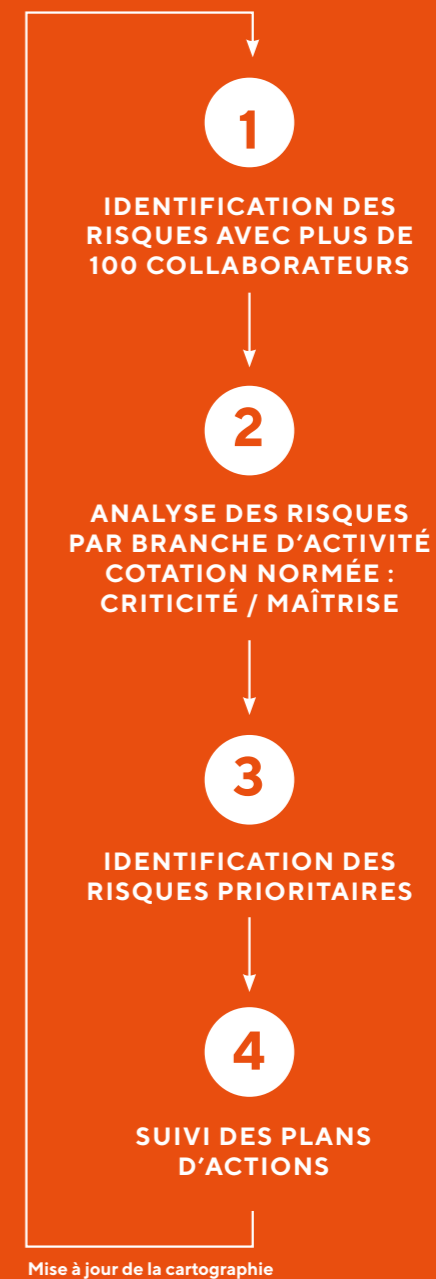 1
IDENTIFICATION DES
RISQUES AVEC PLUS DE
100 COLLABORATEURS
2
ANALYSE DES RISQUES
PAR BRANCHE D’ACTIVITÉ
COTATION NORMÉE :
CRITICITÉ / MAÎTRISE
3
IDENTIFICATION DES
RISQUES PRIORITAIRES
4
SUIVI DES PLANS
D’ACTIONS
Mise à jour de la cartographie